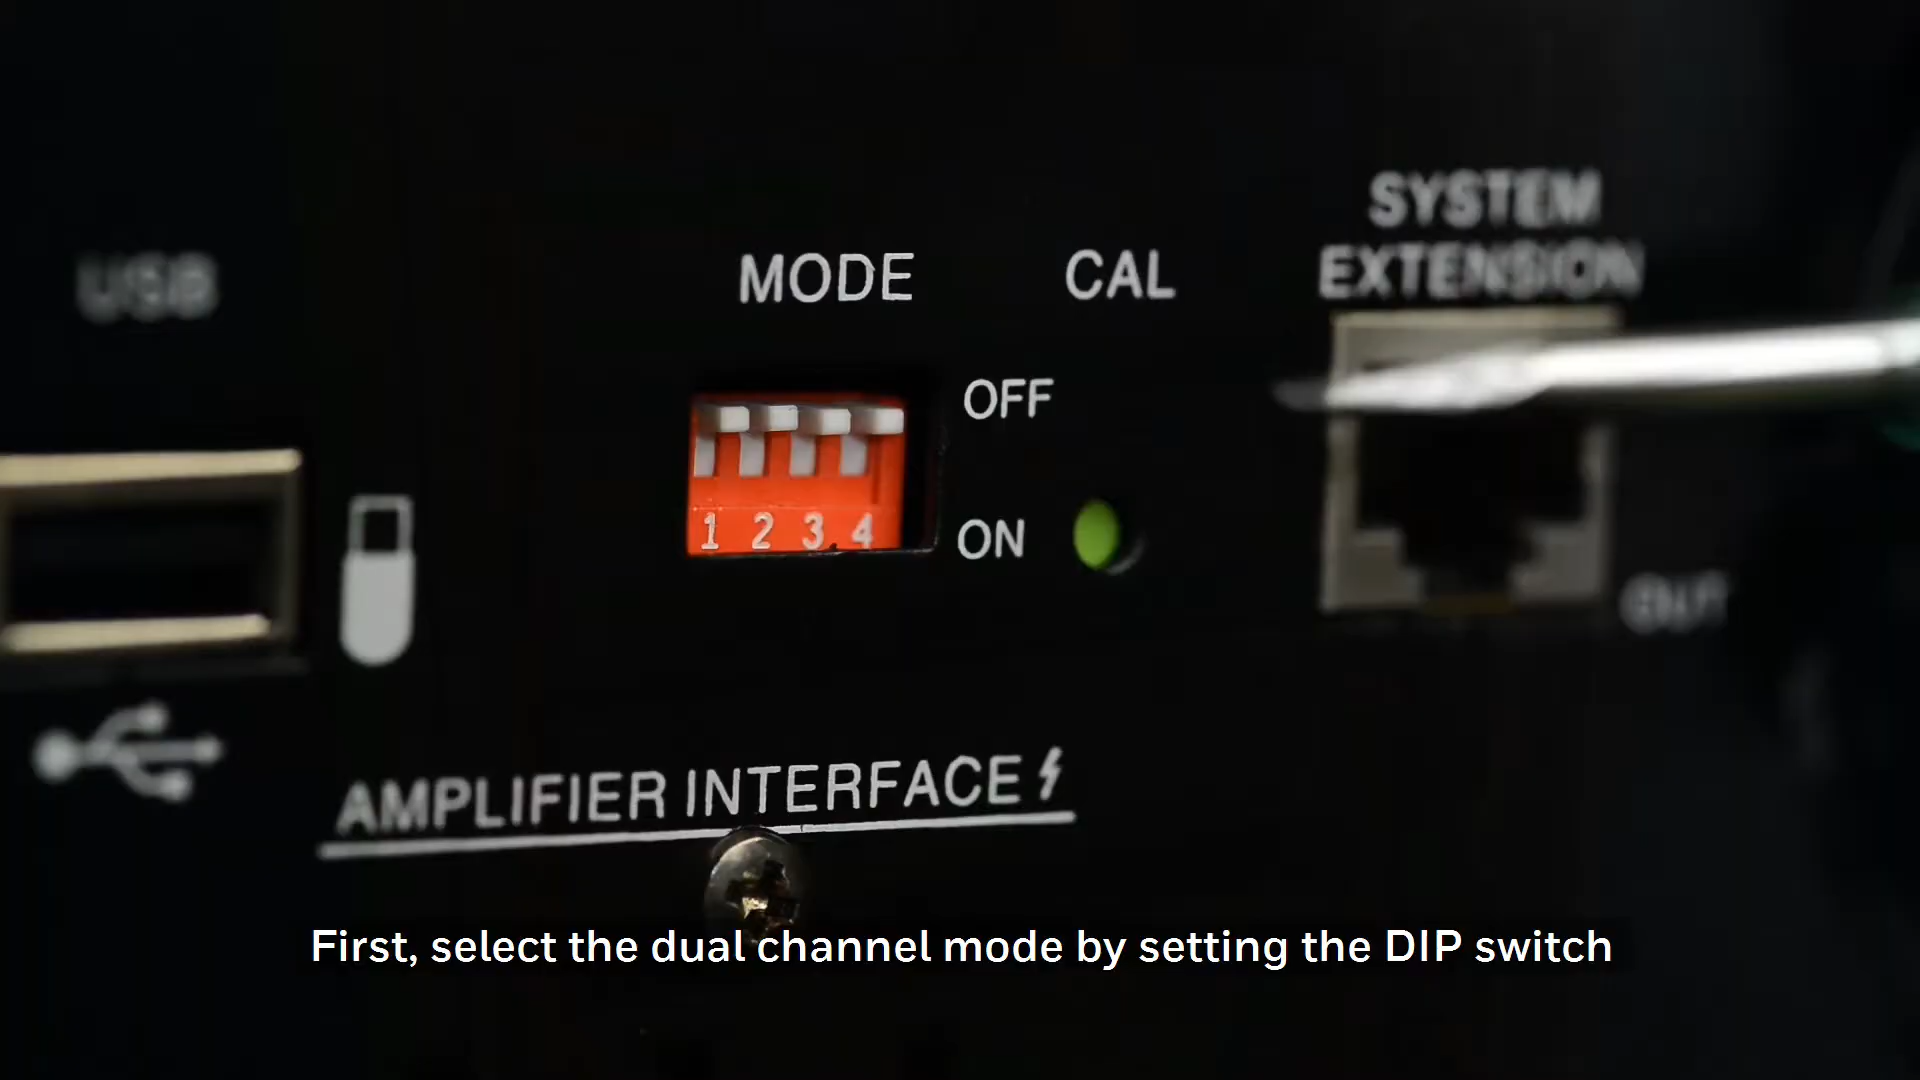 SYSTEM
EXTENSION
USB
MODE
CAL
OFF
1 2 3 4
ON
OUT
AMPLIFIER INTERFACE
First, select the dual channel mode by setting the DIP switch